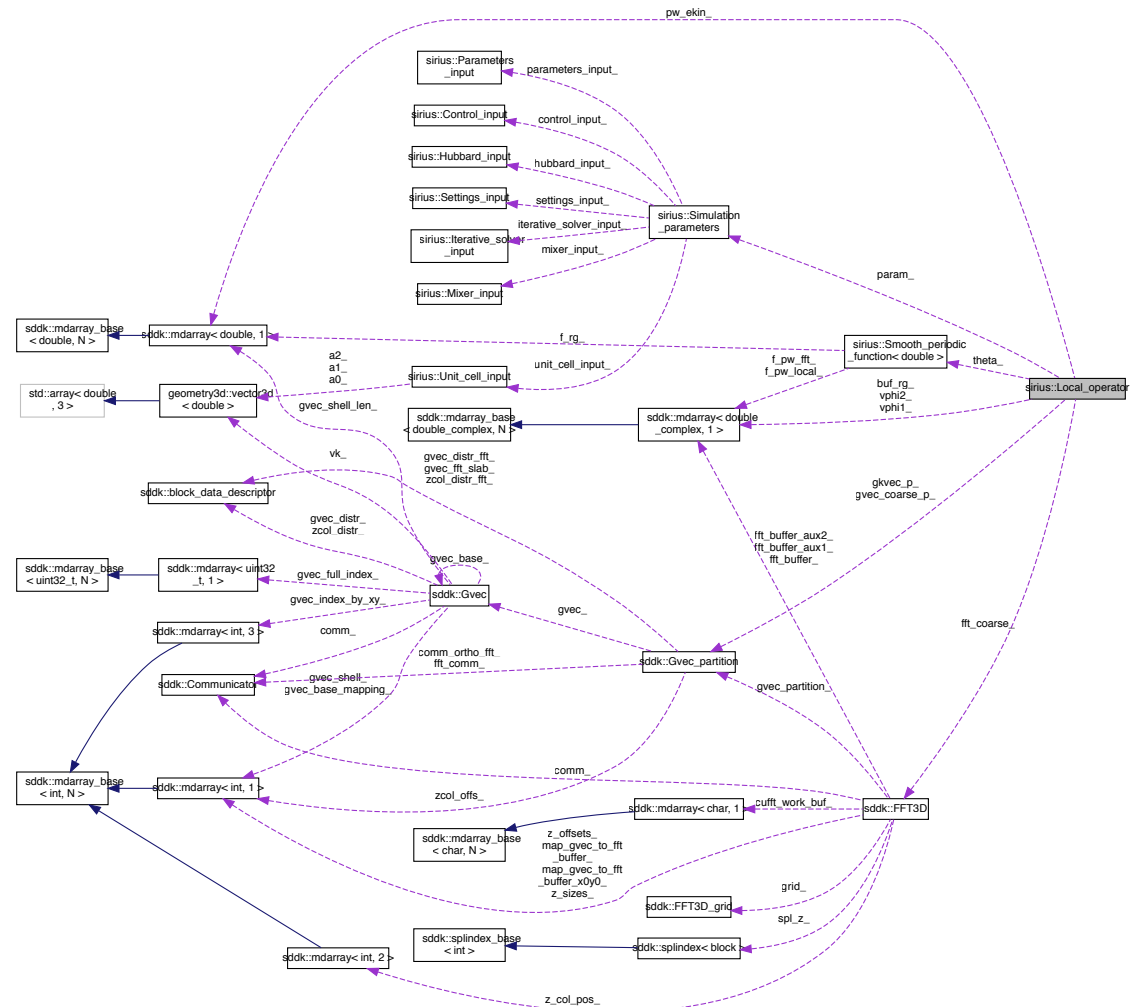 pw_ekin_
sirius::Parameters
_input
parameters_input_
sirius::Control_input
control_input_
sirius::Hubbard_input
hubbard_input_
sirius::Settings_input
settings_input_
sirius::Simulation
_parameters
iterative_solver_input_
sirius::Iterative_solver
_input
mixer_input_
param_
sirius::Mixer_input
sddk::mdarray_base
< double, N >
sddk::mdarray< double, 1 >
f_rg_
sirius::Smooth_periodic
_function< double >
a2_
a1_
a0_
unit_cell_input_
f_pw_fft_
f_pw_local_
theta_
std::array< double
, 3 >
geometry3d::vector3d
< double >
sirius::Unit_cell_input
buf_rg_
vphi2_
vphi1_
sirius::Local_operator
gvec_shell_len_
sddk::mdarray_base
< double_complex, N >
sddk::mdarray< double
_complex, 1 >
vk_
gvec_distr_fft_
gvec_fft_slab_
zcol_distr_fft_
gkvec_p_
gvec_coarse_p_
sddk::block_data_descriptor
gvec_distr_
zcol_distr_
fft_buffer_aux2_
fft_buffer_aux1_
fft_buffer_
gvec_base_
sddk::mdarray_base
< uint32_t, N >
sddk::mdarray< uint32
_t, 1 >
gvec_full_index_
sddk::Gvec
gvec_index_by_xy_
gvec_
fft_coarse_
sddk::mdarray< int, 3 >
comm_
comm_ortho_fft_
fft_comm_
sddk::Gvec_partition
gvec_shell_
gvec_base_mapping_
sddk::Communicator
gvec_partition_
comm_
sddk::mdarray_base
< int, N >
sddk::mdarray< int, 1 >
zcol_offs_
sddk::mdarray< char, 1 >
cufft_work_buf_
sddk::FFT3D
sddk::mdarray_base
< char, N >
z_offsets_
map_gvec_to_fft
_buffer_
map_gvec_to_fft
_buffer_x0y0_
z_sizes_
grid_
sddk::FFT3D_grid
spl_z_
sddk::splindex_base
< int >
sddk::splindex< block >
sddk::mdarray< int, 2 >
z_col_pos_